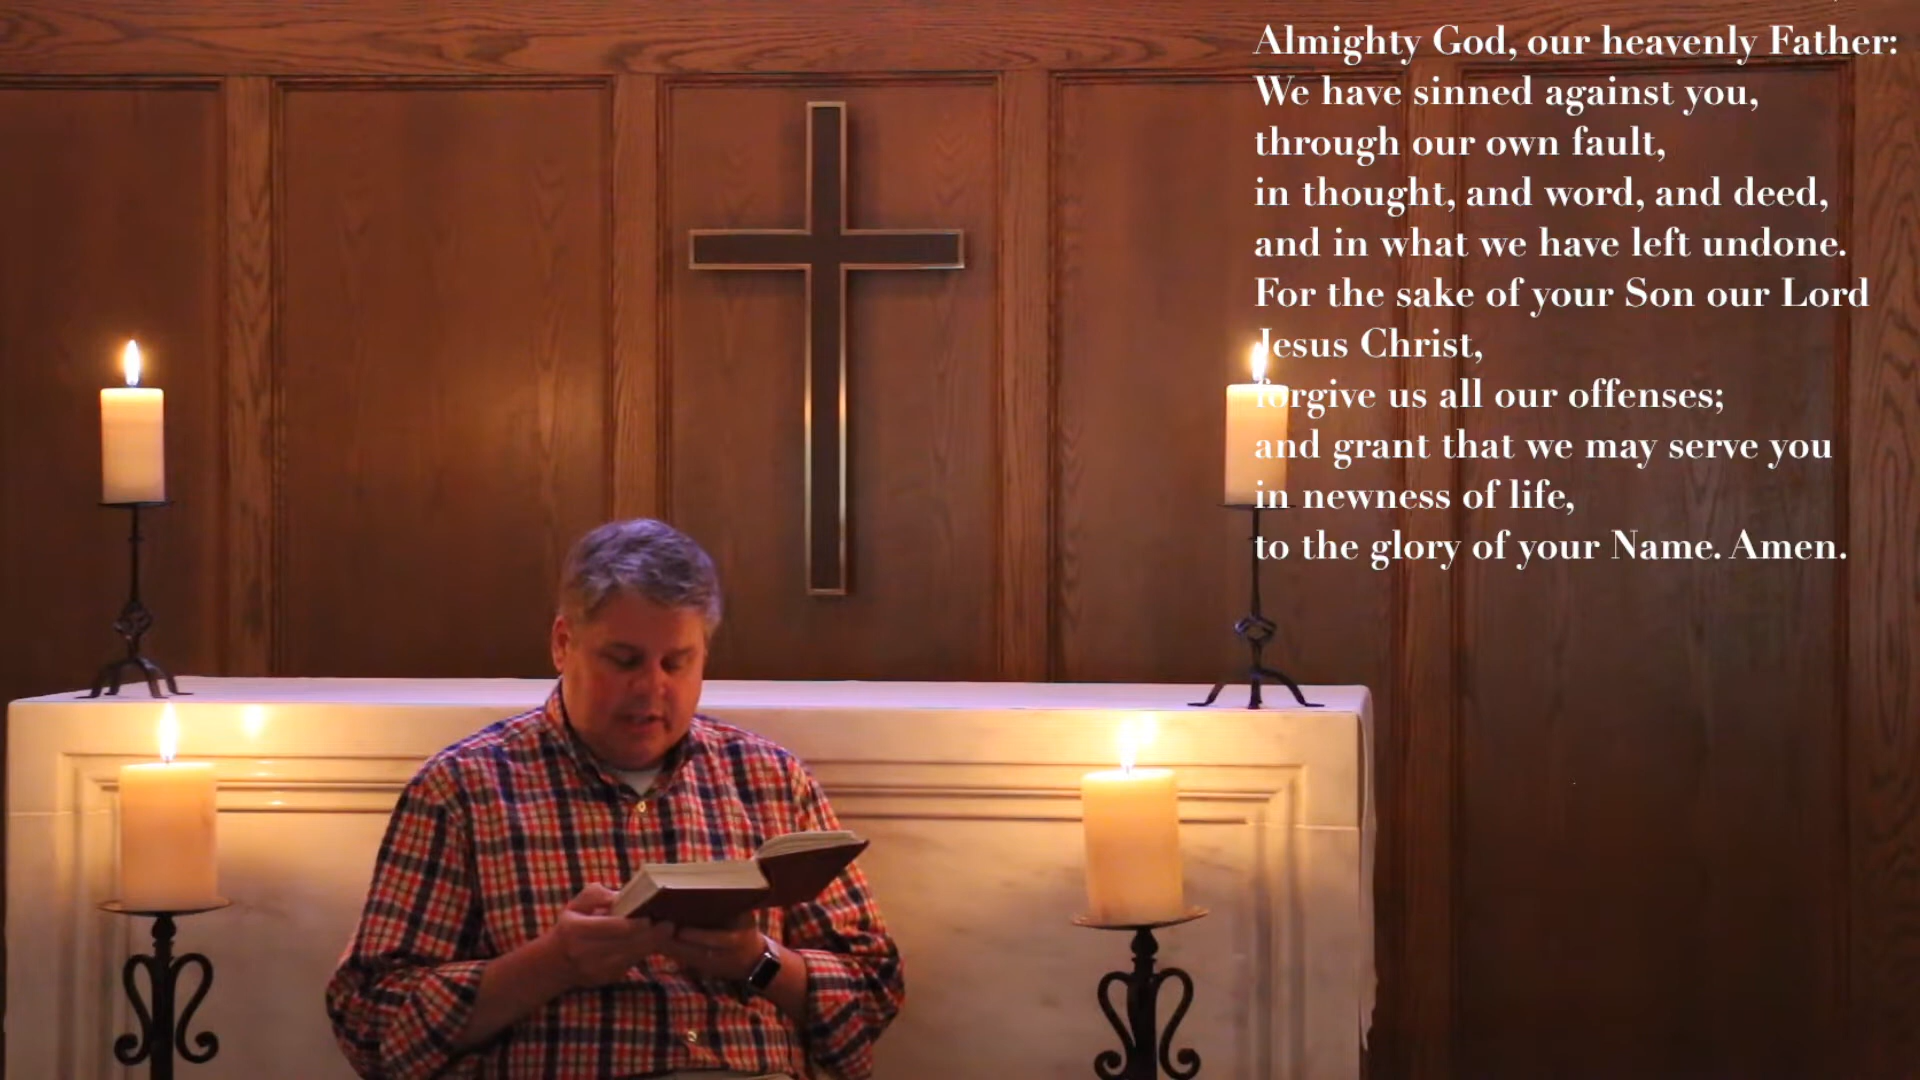 Almighty God, our heavenly Father:
We have sinned against you,
through our own fault,
in thought, and word, and deed,
and in what we have left undone.
For the sake of your Son our Lord
Jesus Christ,
forgive us all our offenses;
and grant that we may serve you
in newness of life,
to the glory of your Name. Amen.